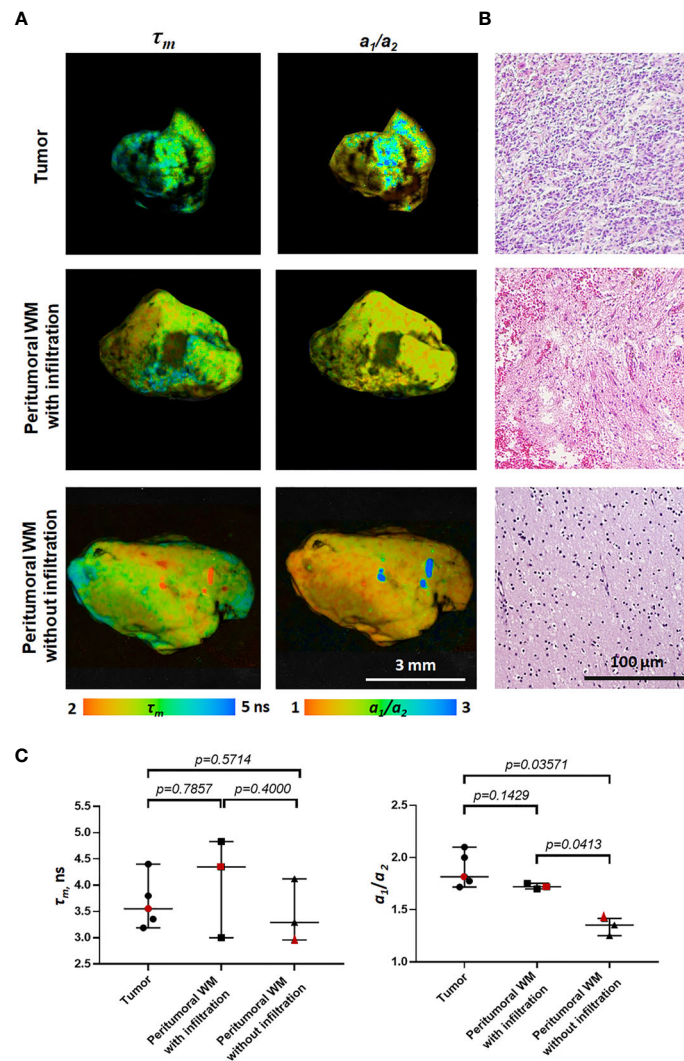 A
B
τm
a1/a2
Tumor
Peritumoral WM
with infiltration
Peritumoral WM
without infiltration
3 mm
100 µm
2 τm 5 ns
1 a1/a2 3
C
p=0.5714
p=0.7857
p=0.4000
τm, ns
5.5
5.0
4.5
4.0
3.5
3.0
2.5
Tumor
Peritumoral WM
with infiltration
Peritumoral WM
without infiltration
p=0.03571
p=0.1429
p=0.0413
a1/a2
2.5
2.0
1.5
1.0
Tumor
Peritumoral WM
with infiltration
Peritumoral WM
without infiltration